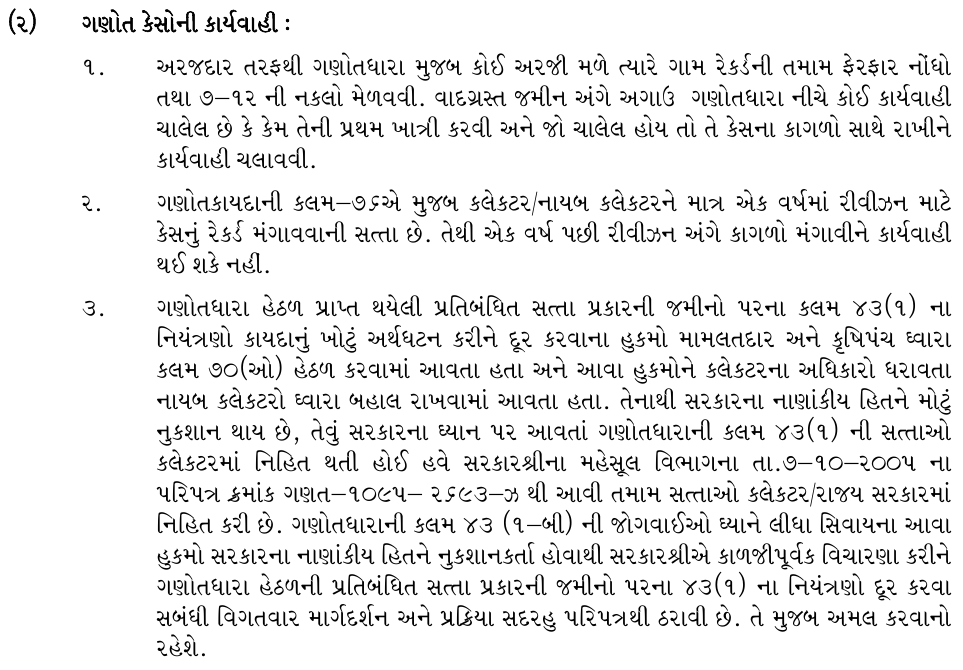 (૨) ગણોત કેસોની કાર્યવાહી :
૧. અરજદાર તરફથી ગણોતધારા મુજબ કોઈ અરજી મળે ત્યારે ગામ રેકર્ડની તમામ ફેરફાર નોંધો
તથા ૭–૧૨ ની નકલો મેળવવી. વાદગ્રસ્ત જમીન અંગે અગાઉ ગણોતધારા નીચે કોઈ કાર્યવાહી
ચાલેલ છે કે કેમ તેની પ્રથમ ખાત્રી કરવી અને જો ચાલેલ હોય તો તે કેસના કાગળો સાથે રાખીને
કાર્યવાહી ચલાવવી.
૨. ગણોતકાયદાની કલમ–૭૬એ મુજબ કલેકટર/નાયબ કલેકટરને માત્ર એક વર્ષમાં રીવીઝન માટે
કેસનું રેકર્ડ મંગાવવાની સત્તા છે. તેથી એક વર્ષ પછી રીવીઝન અંગે કાગળો મંગાવીને કાર્યવાહી
થઈ શકે નહીં.
૩. ગણોતધારા હેઠળ પ્રાપ્ત થયેલી પ્રતિબંધિત સત્તા પ્રકારની જમીનો પરના કલમ ૪૩(૧) ના
નિયંત્રણો કાયદાનું ખોટું અર્થઘટન કરીને દૂર કરવાના હુકમો મામલતદાર અને કૃષિપંચ ઘ્વારા
કલમ ૭૦(ઓ) હેઠળ કરવામાં આવતા હતા અને આવા હુકમોને કલેકટરના અધિકારો ધરાવતા
નાયબ કલેકટરો ઘ્વારા બહાલ રાખવામાં આવતા હતા. તેનાથી સરકારના નાણાંકીય હિતને મોટું
નુકશાન થાય છે, તેવું સરકારના ઘ્યાન પર આવતાં ગણોતધારાની કલમ ૪૩(૧) ની સત્તાઓ
કલેકટરમાં નિહિત થતી હોઈ હવે સરકારશ્રીના મહેસૂલ વિભાગના તા.૭–૧૦–૨૦૦૫ ના
પરિપત્ર ક્રમાંક ગણત–૧૦૯૫– ૨૬૯૩–ઝ થી આવી તમામ સત્તાઓ કલેકટર/રાજય સરકારમાં
નિહિત કરી છે. ગણોતધારાની કલમ ૪૩ (૧–બી) ની જોગવાઈઓ ઘ્યાને લીધા સિવાયના આવા
હુકમો સરકારના નાણાંકીય હિતને નુકશાનકર્તા હોવાથી સરકારશ્રીએ કાળજીપૂર્વક વિચારણા કરીને
ગણોતધારા હેઠળની પ્રતિબંધિત સત્તા પ્રકારની જમીનો પરના ૪૩(૧) ના નિયંત્રણો દૂર કરવા
સબંધી વિગતવાર માર્ગદર્શન અને પ્રક્રિયા સદરહુ પરિપત્રથી ઠરાવી છે. તે મુજબ અમલ કરવાનો
રહેશે.